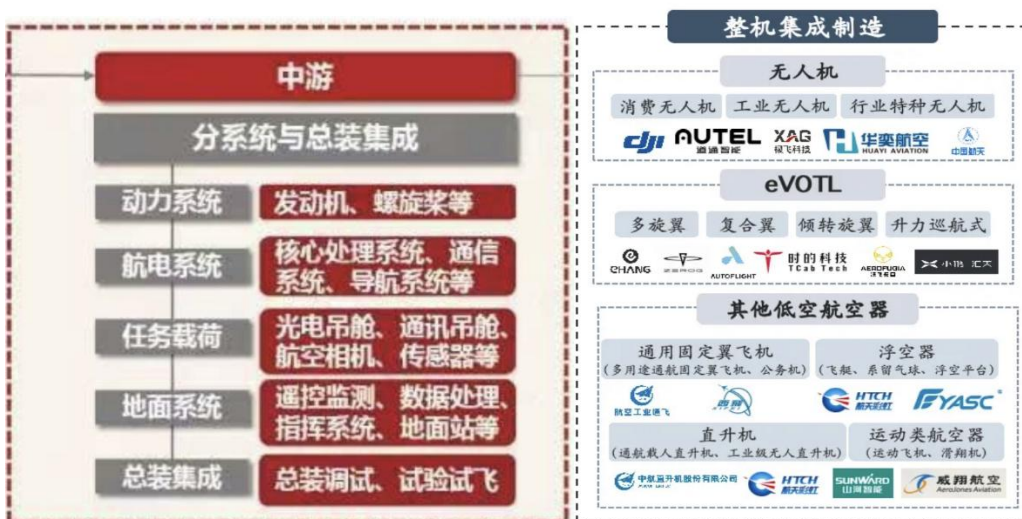 中游
分系统与总装集成
动力系统
发动机、螺旋桨等
航电系统
核心处理系统、通信
系统、导航系统等
任务载荷
光电吊舱、通讯吊舱、
航空相机、传感器等
地面系统
遥控监测、数据处理、
指挥系统、地面站等
总装集成
总装调试、试验试飞
整机集成制造
无人机
消费无人机 工业无人机 行业特种无人机
dji AUTEL 道通智能 XAG 极飞科技 华奕航空 HUAYI AVIATION 中国航天
eVOTL
多旋翼 复合翼 倾转旋翼 升力巡航式
EHANG AUTOFLIGHT 时的科技 TCab Tech AEROFUGIA 小鹏 汇天
其他低空航空器
通用固定翼飞机
(多用途通航固定翼飞机、公务机)
浮空器
(飞艇、系留气球、浮空平台)
航空工业通飞 HTCH 航天彩虹 FYASC
直升机
(通航载人直升机、工业级无人直升机)
运动类航空器
(运动飞机、滑翔机)
中航直升机股份有限公司 HTCH 航天彩虹 SUNWARD 山河智能 威翔航空 AeroJones Aviation